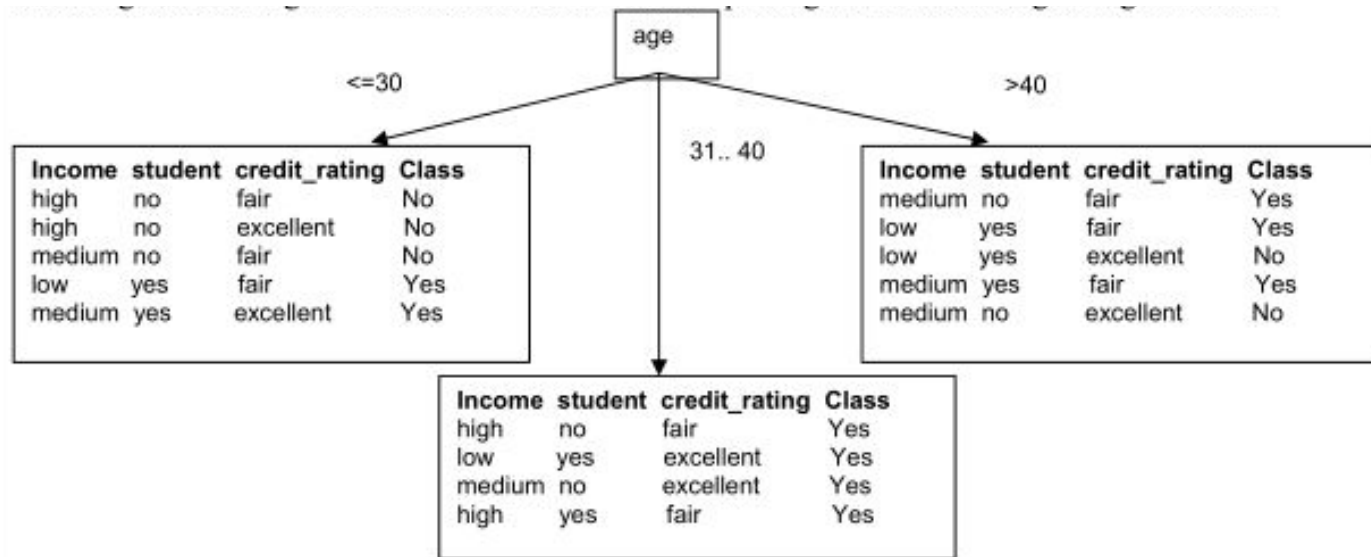 age
<=30
>40
31.. 40
Income student credit_rating Class
high no fair No
high no excellent No
medium no fair No
low yes fair Yes
medium yes excellent Yes
Income student credit_rating Class
medium no fair Yes
low yes fair Yes
low yes excellent No
medium yes fair Yes
medium no excellent No
Income student credit_rating Class
high no fair Yes
low yes excellent Yes
medium no excellent Yes
high yes fair Yes